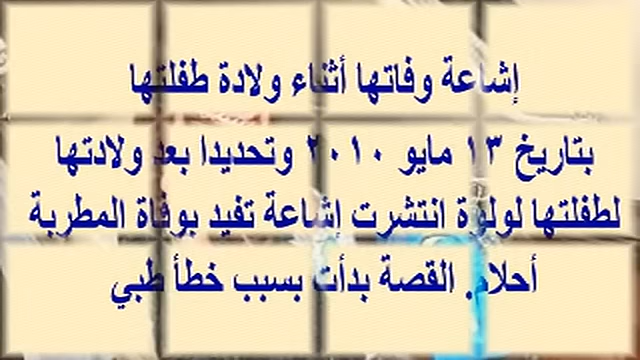 إشاعة وفاتها أثناء ولادة طفلتها
بتاريخ ١٣ مايو ٢٠١٠ وتحديدا بعد ولادتها
لطفلتها لولوة انتشرت إشاعة تفيد بوفاة المطربة
أحلام. القصة بدأت بسبب خطأ طبي